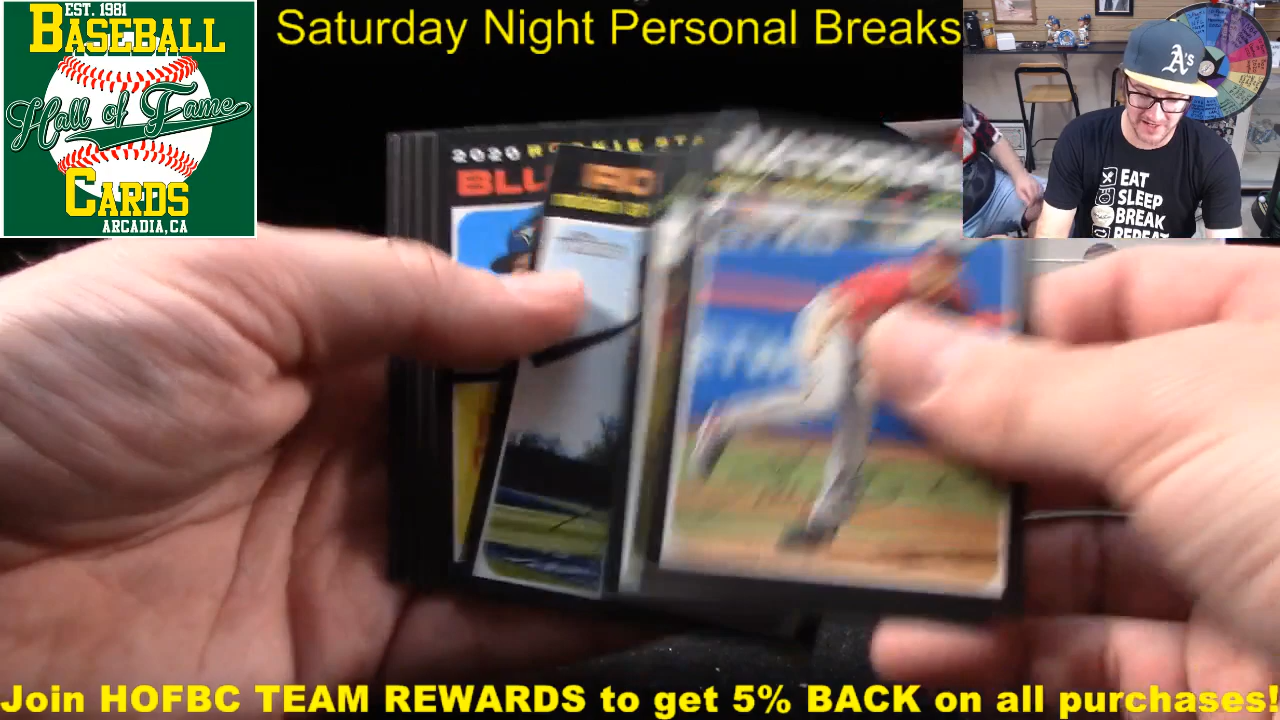 EST. 1981
BASEBALL
Hall of Fame
CARDS
ARCADIA, CA
Saturday Night Personal Breaks
A's
EAT
SLEEP
BREAK
REPEAT
2020 ROOKIE STA
BLU
Join HOFBC TEAM REWARDS to get 5% BACK on all purchases!